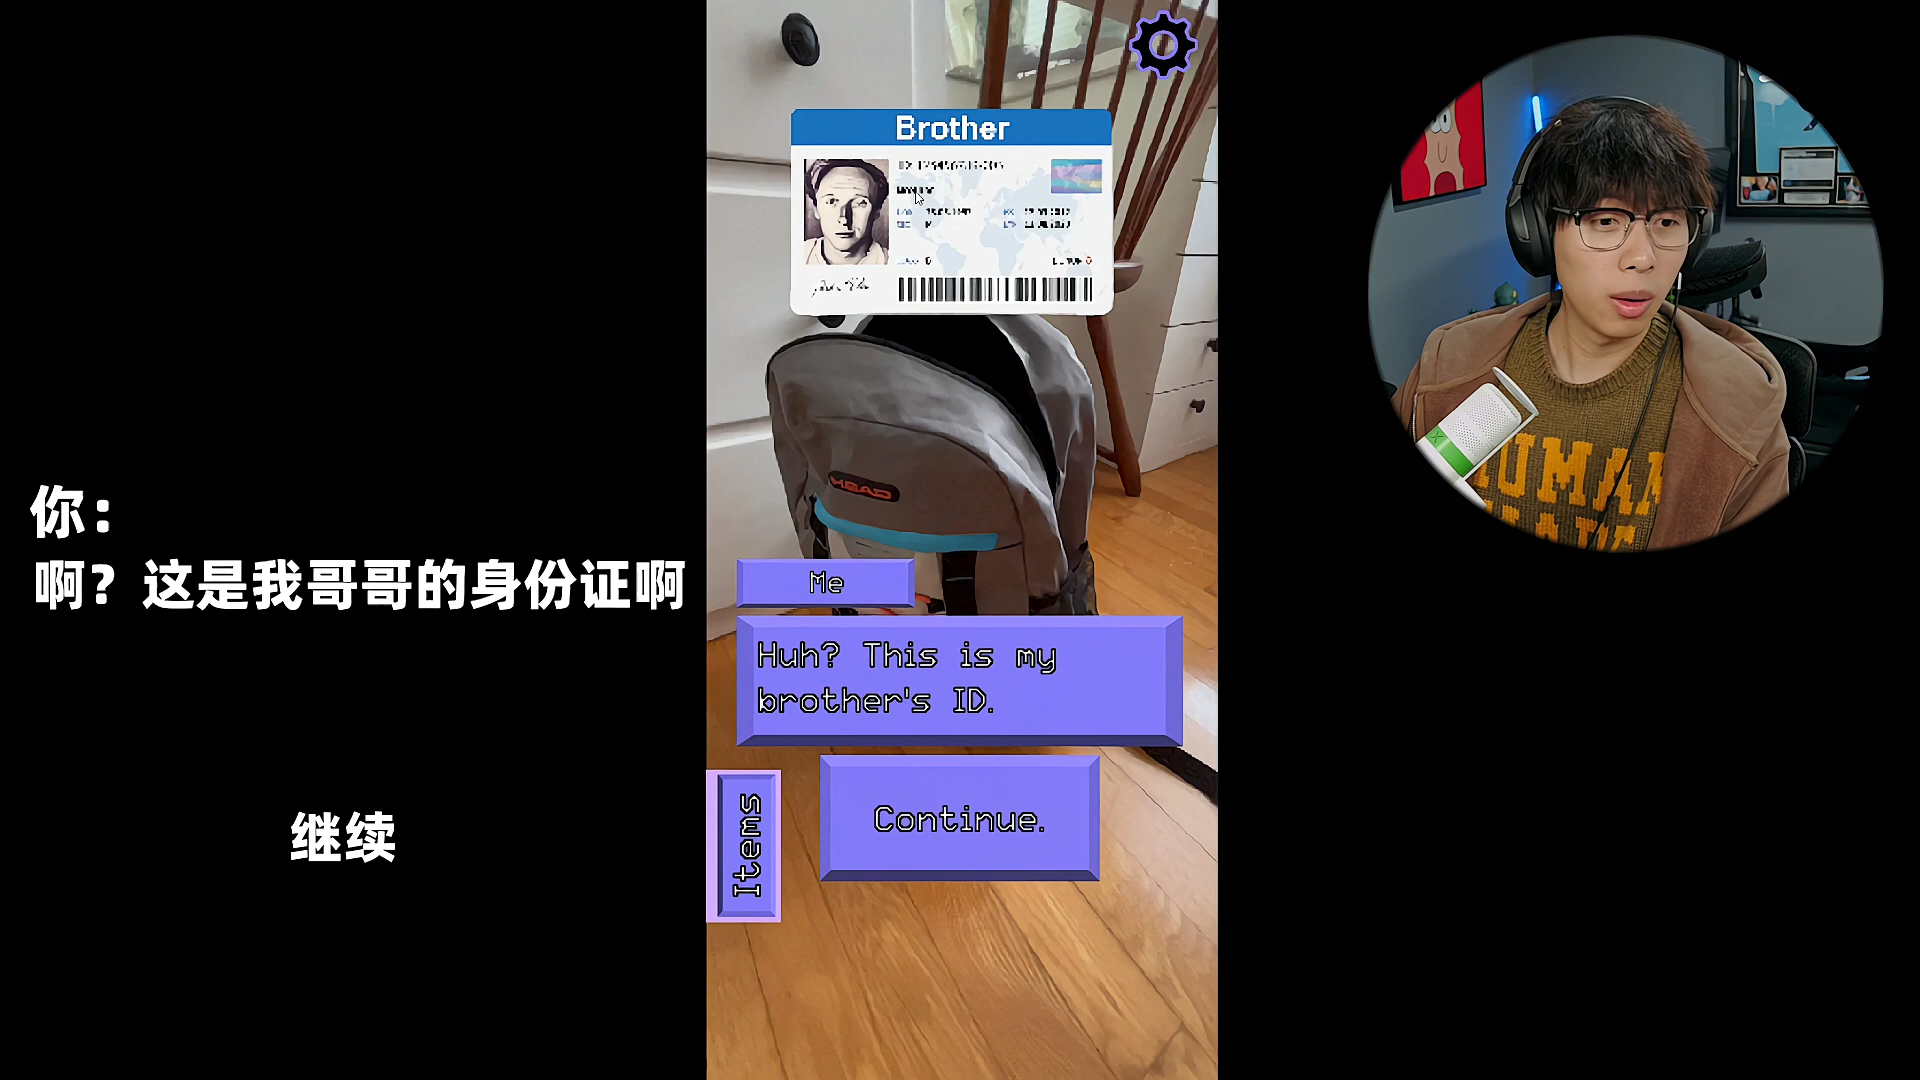 Brother
HEAD
你：
啊？这是我哥哥的身份证啊
Me
Huh? This is my
brother's ID.
继续
Continue.
Items
HUMAN